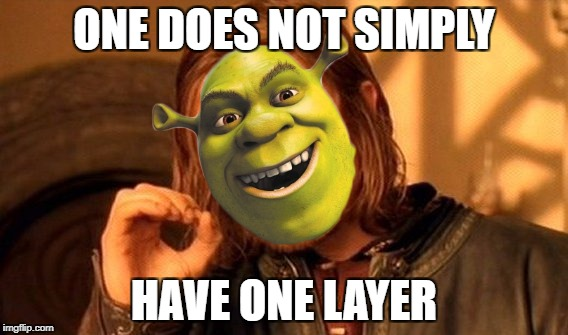 ONE DOES NOT SIMPLY
HAVE ONE LAYER
imgflip.com